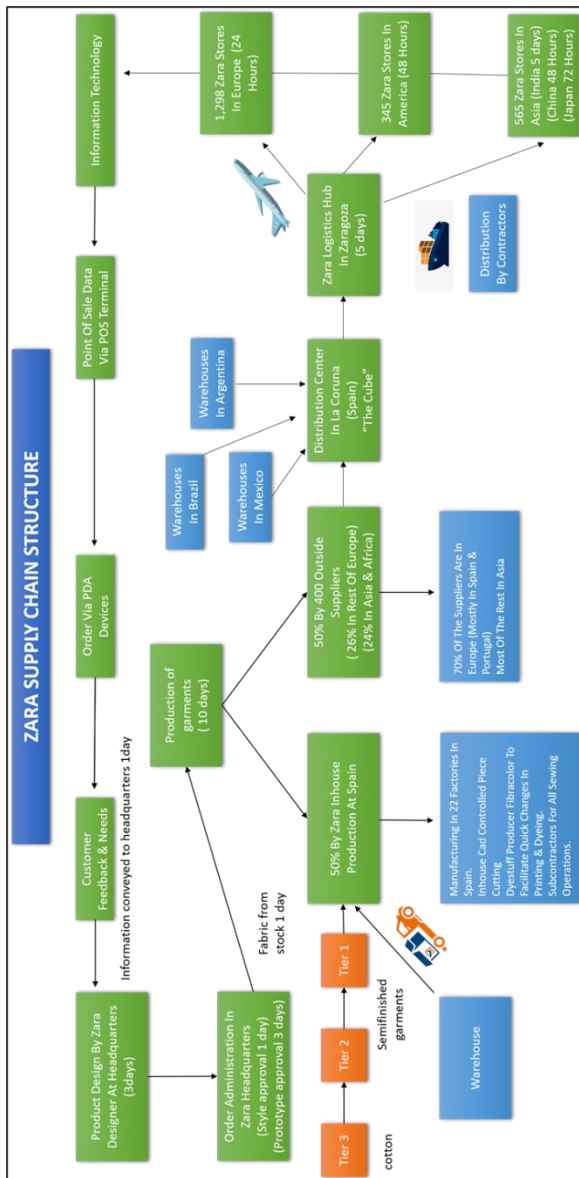 ZARA SUPPLY CHAIN STRUCTURE
Product Design By Zara
Designer At Headquarters
(3days)
Customer
Feedback & Needs
Order Via PDA
Devices
Point Of Sale Data
Via POS Terminal
Information Technology
Information conveyed to headquarters 1day
Order Administration In
Zara Headquarters
(Style approval 1 day)
(Prototype approval 3 days)
Fabric from
stock 1 day
Production of
garments
( 10 days)
Warehouses
In Brazil
Warehouses
In Argentina
Warehouses
In Mexico
1,298 Zara Stores
In Europe (24
Hours)
Tier 3
Tier 2
Tier 1
cotton
Semifinished
garments
50% By Zara Inhouse
Production At Spain
50% By 400 Outside
Suppliers
( 26% In Rest Of Europe)
(24% In Asia & Africa)
Distribution Center
In La Coruna
(Spain)
"The Cube"
Zara Logistics Hub
In Zaragoza
(5 days)
345 Zara Stores In
America (48 Hours)
Warehouse
Manufacturing In 22 Factories In
Spain.
Inhouse Cad Controlled Piece
Cutting
Dyestuff Producer Fibracolor To
Facilitate Quick Changes In
Printing & Dyeing.
Subcontractors For All Sewing
Operations.
70% Of The Suppliers Are In
Europe (Mostly In Spain &
Portugal)
Most Of The Rest In Asia
Distribution
By Contractors
565 Zara Stores In
Asia (India 5 days)
(China 48 Hours)
(Japan 72 Hours)